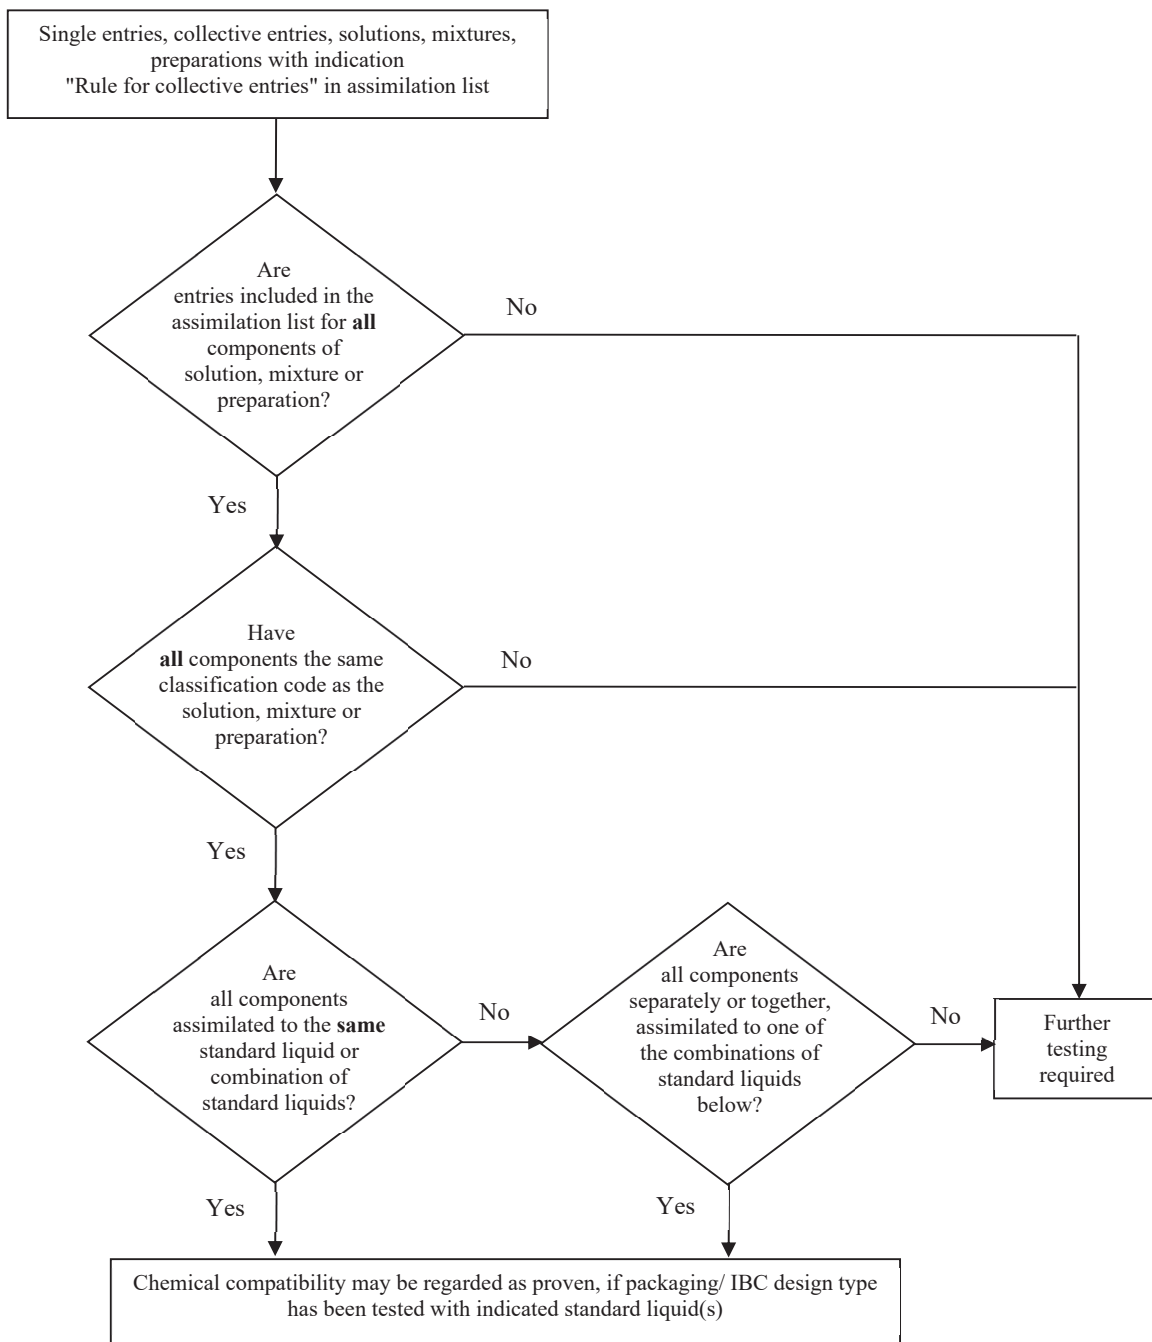 Single entries, collective entries, solutions, mixtures,
preparations with indication
"Rule for collective entries" in assimilation list
Are
entries included in the
assimilation list for all
components of
solution, mixture or
preparation?
No
Yes
Have
all components the same
classification code as the
solution, mixture or
preparation?
No
Yes
Are
all components
assimilated to the same
standard liquid or
combination of
standard liquids?
No
Are
all components
separately or together,
assimilated to one of
the combinations of
standard liquids
below?
No
Further
testing
required
Yes
Yes
Chemical compatibility may be regarded as proven, if packaging/ IBC design type
has been tested with indicated standard liquid(s)